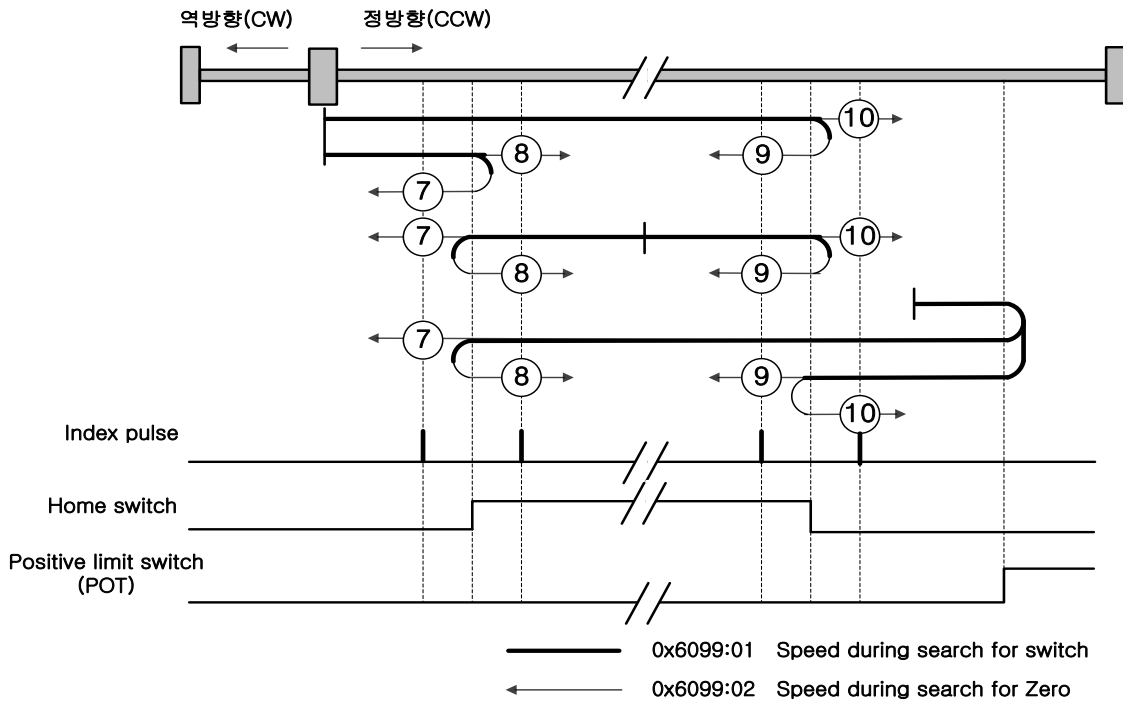 역방향(CW) 정방향(CCW)
10
8 9
7
7 10
8 9
7
8 9
10
Index pulse
Home switch
Positive limit switch
(POT)
0x6099:01 Speed during search for switch
0x6099:02 Speed during search for Zero